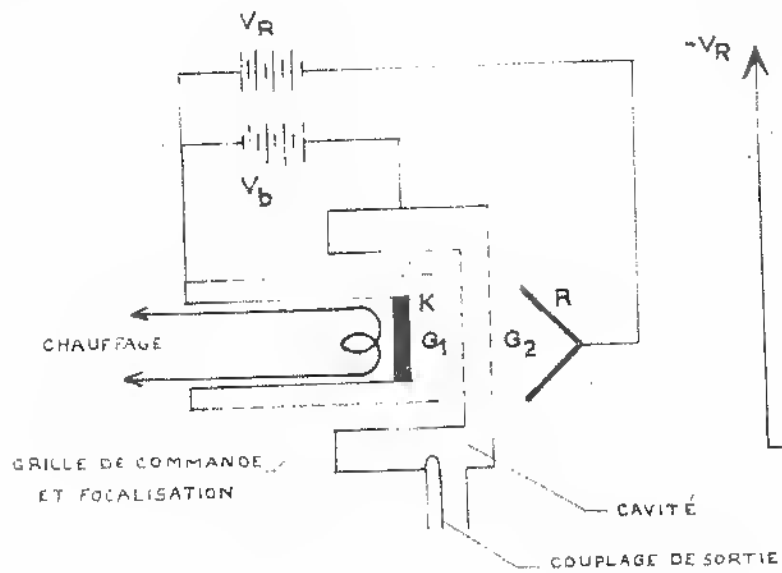 V_R
-V_R
V_b
K
R
G_1
G_2
CHAUFFAGE
GRILLE DE COMMANDE
ET FOCALISATION
CAVITÉ
COUPLAGE DE SORTIE